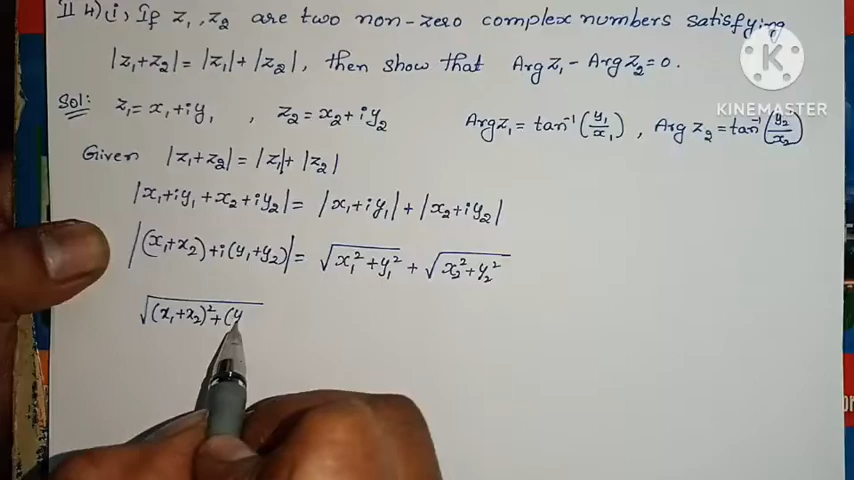 II 4) (i) If z₁, z₂ are two non-zero complex numbers satisfying
|z₁+z₂| = |z₁|+|z₂|, then show that Arg z₁ - Arg z₂ = 0.
KINEMASTER
Sol: z₁ = x₁+iy₁ , z₂ = x₂+iy₂ Arg z₁ = tan⁻¹(y₁/x₁) , Arg z₂ = tan⁻¹(y₂/x₂)
Given |z₁+z₂| = |z₁|+|z₂|
|x₁+iy₁+x₂+iy₂| = |x₁+iy₁|+|x₂+iy₂|
|(x₁+x₂)+i(y₁+y₂)| = √(x₁²+y₁²) + √(x₂²+y₂²)
√(x₁+x₂)²+(y